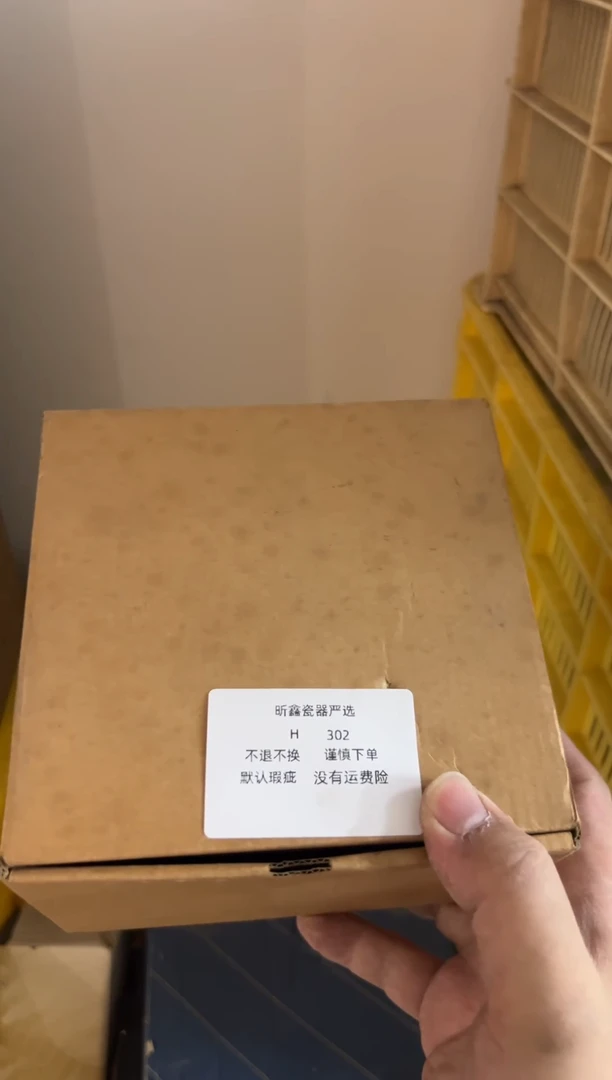 昕鑫瓷器严选
H 302
不退不换 谨慎下单
默认瑕疵 没有运费险